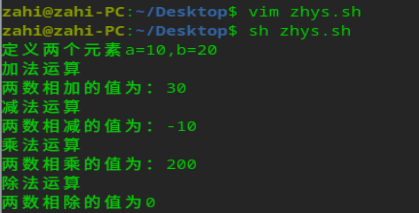 zahi@zahi-PC:~/Desktop$ vim zhys.sh
zahi@zahi-PC:~/Desktop$ sh zhys.sh
定义两个元素a=10,b=20
加法运算
两数相加的值为：30
减法运算
两数相减的值为：-10
乘法运算
两数相乘的值为：200
除法运算
两数相除的值为0